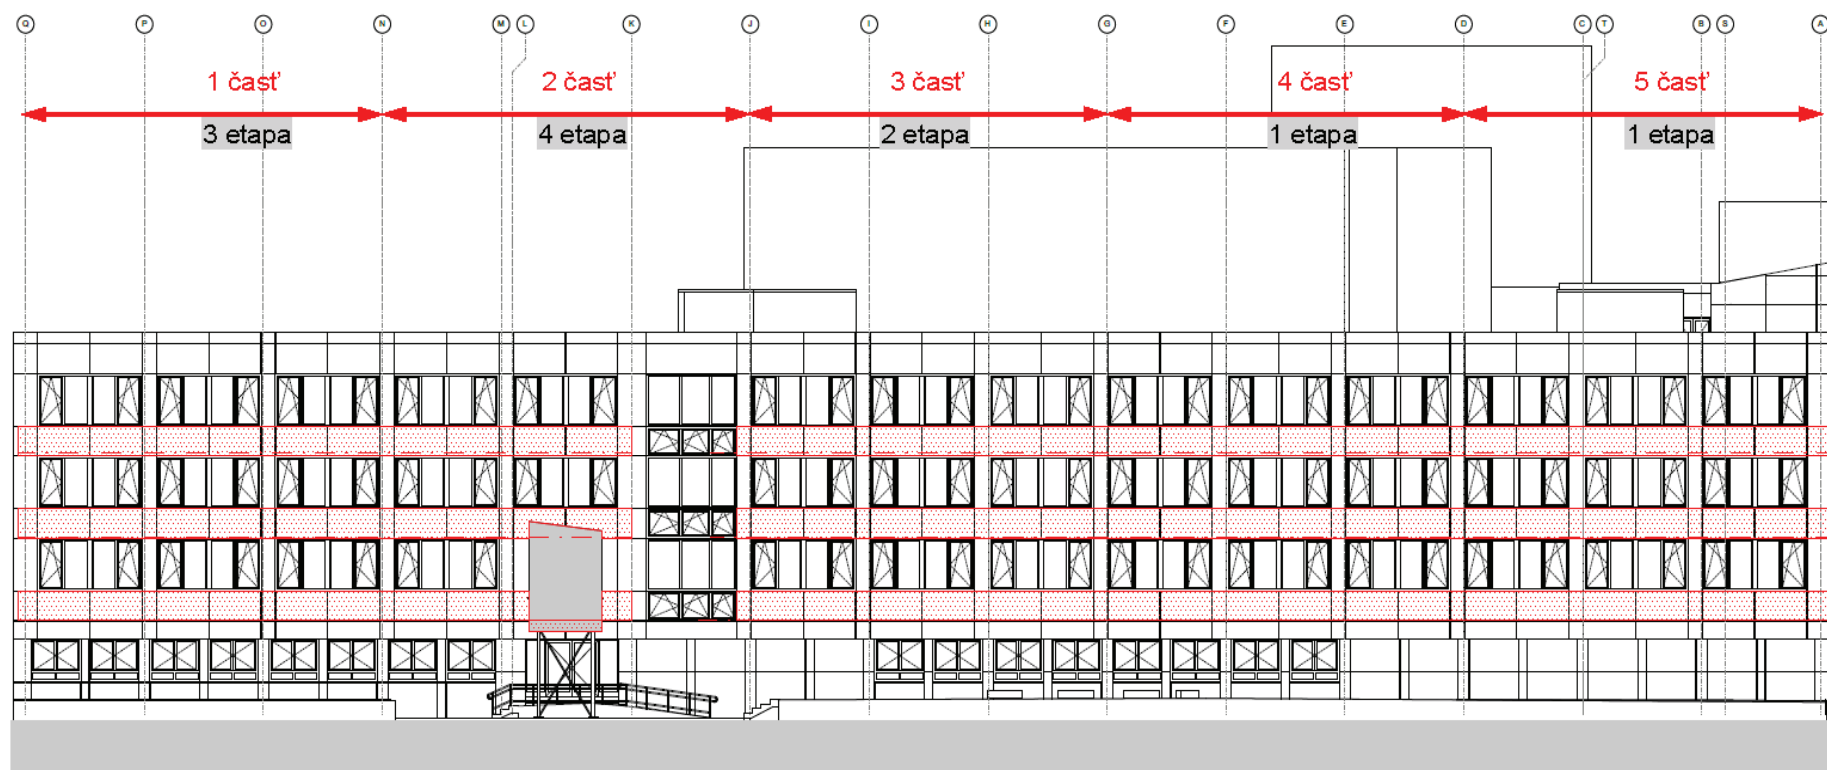 Q P O N M L K J I H G F E D C T B S A
1 časť 2 časť 3 časť 4 časť 5 časť
3 etapa 4 etapa 2 etapa 1 etapa 1 etapa